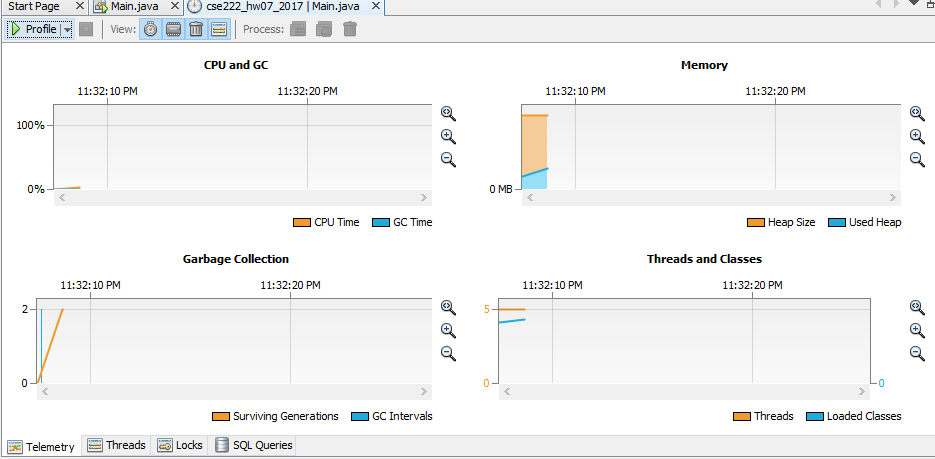 Start Page Main.java cse222_hw07_2017 | Main.java
Profile View: Process:
CPU and GC
11:32:10 PM 11:32:20 PM
100%
0%
CPU Time GC Time
Memory
11:32:10 PM 11:32:20 PM
0 MB
Heap Size Used Heap
Garbage Collection
11:32:10 PM 11:32:20 PM
2
0
Surviving Generations GC Intervals
Threads and Classes
11:32:10 PM 11:32:20 PM
5
0 0
Threads Loaded Classes
Telemetry Threads Locks SQL Queries